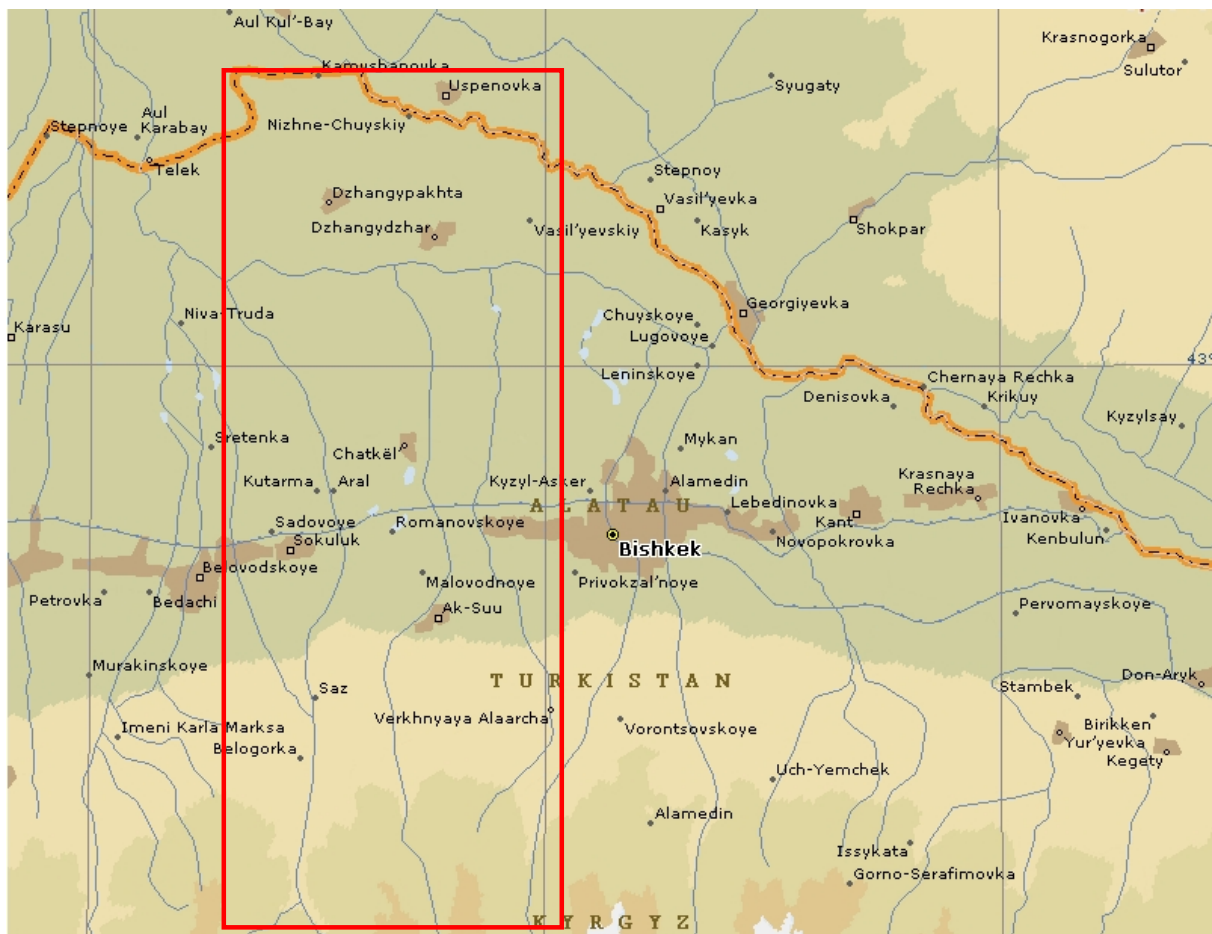 Aul Kul'-Bay
Krasnogorka
Sulutor
Kamyshanovka
Uspenovka
Syugaty
Aul
Karabay
Stepnoye
Nizhne-Chuyskiy
Telek
Stepnoy
Dzhangypakhta
Vasil'yevka
Dzhangydzhar
Vasil'yevskiy
Kasyk
Shokpar
Niva-Truda
Karasu
Georgiyevka
Chuyskoye
Lugovoye
439
Leninskoye
Chernaya Rechka
Denisovka
Krikuy
Kyzylsay
Sretenka
Chatkël'
Mykan
Kutarma
Aral
Kyzyl-Asker
Alamedin
Krasnaya
Rechka
ALATAU
Lebedinovka
Sadovoye
Romanovskoye
Kant
Ivanovka
Sokuluk
Bishkek
Novopokrovka
Kenbulun
Belovodskoye
Malovodnoye
Privokzal'noye
Petrovka
Bedachi
Ak-Suu
Pervomayskoye
Murakinskoye
TURKISTAN
Don-Aryk
Saz
Stambek
Verkhnyaya Alaarcha
Imeni Karla Marksa
Vorontsovskoye
Birikken
Belogorka
Yur'yevka
Kegety
Uch-Yemchek
Alamedin
Issykata
Gorno-Serafimovka
KYRGYZ